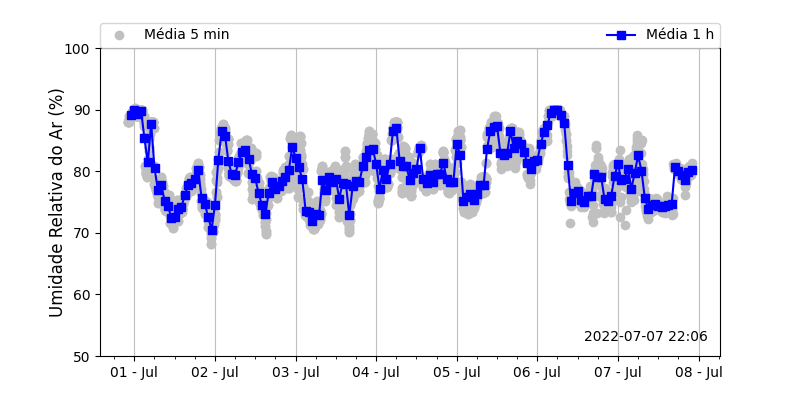 Média 5 min
Média 1 h
Umidade Relativa do Ar (%)
100
90
80
70
60
50
2022-07-07 22:06
01 - Jul
02 - Jul
03 - Jul
04 - Jul
05 - Jul
06 - Jul
07 - Jul
08 - Jul